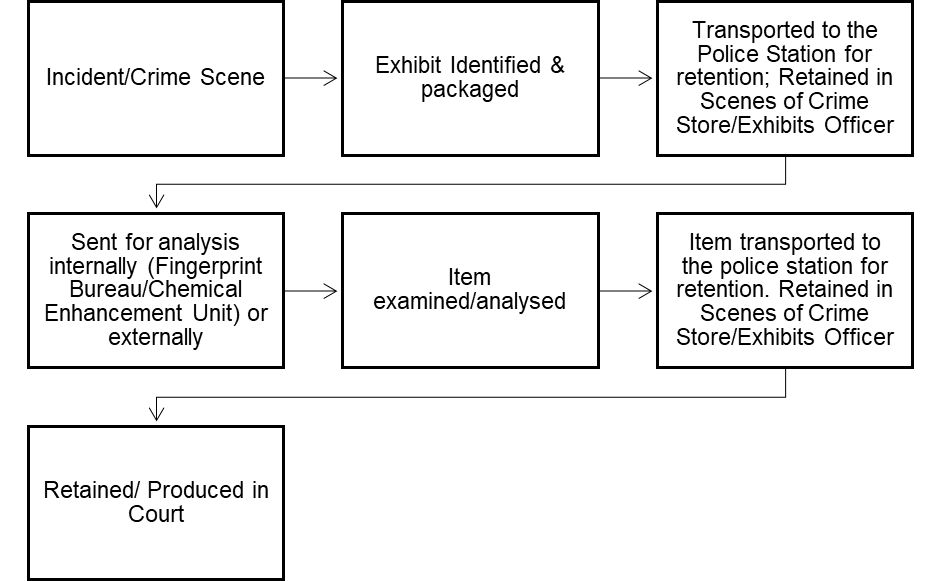 Incident/Crime Scene
Exhibit Identified &
packaged
Transported to the
Police Station for
retention; Retained in
Scenes of Crime
Store/Exhibits Officer
Sent for analysis
internally (Fingerprint
Bureau/Chemical
Enhancement Unit) or
externally
Item
examined/analysed
Item transported to
the police station for
retention. Retained in
Scenes of Crime
Store/Exhibits Officer
Retained/ Produced in
Court